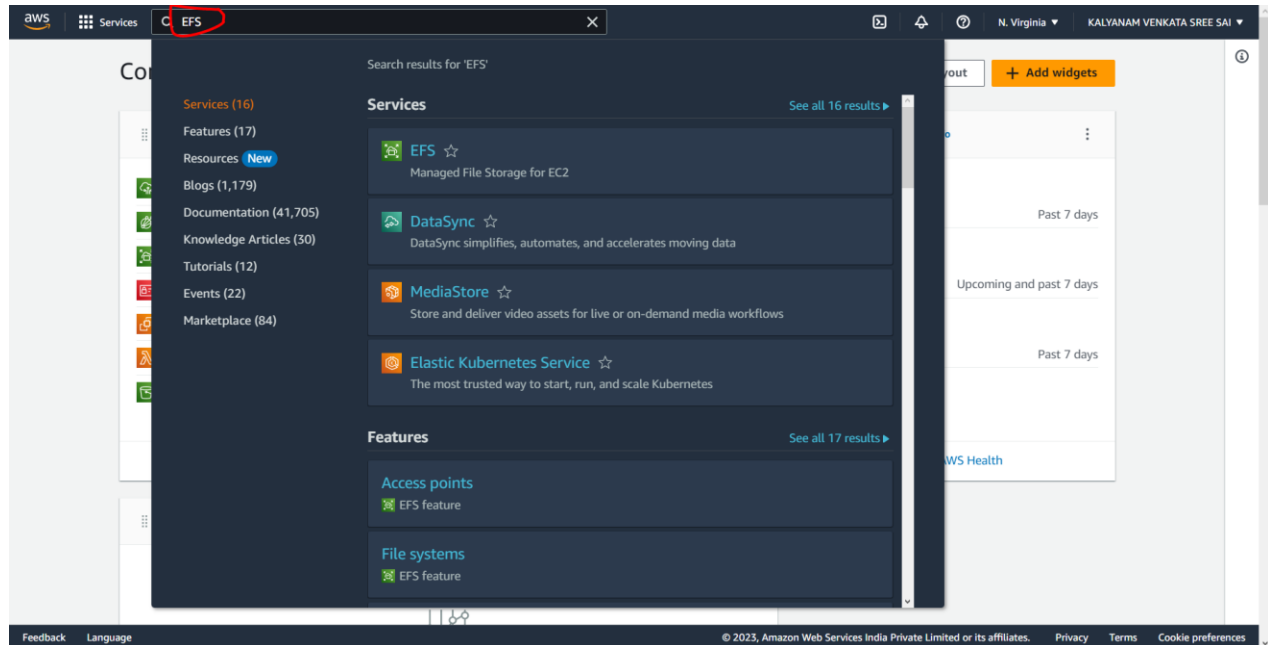 aws
Services
EFS
N. Virginia
KALYANAM VENKATA SREE SAI
Search results for 'EFS'
Add widgets
Services (16)
Features (17)
Resources New
Blogs (1,179)
Documentation (41,705)
Knowledge Articles (30)
Tutorials (12)
Events (22)
Marketplace (84)
Services
See all 16 results
EFS
Managed File Storage for EC2
DataSync
DataSync simplifies, automates, and accelerates moving data
MediaStore
Store and deliver video assets for live or on-demand media workflows
Elastic Kubernetes Service
The most trusted way to start, run, and scale Kubernetes
Features
See all 17 results
Access points
EFS feature
File systems
EFS feature
Past 7 days
Upcoming and past 7 days
Past 7 days
AWS Health
Feedback Language
© 2023, Amazon Web Services India Private Limited or its affiliates. Privacy Terms Cookie preferences